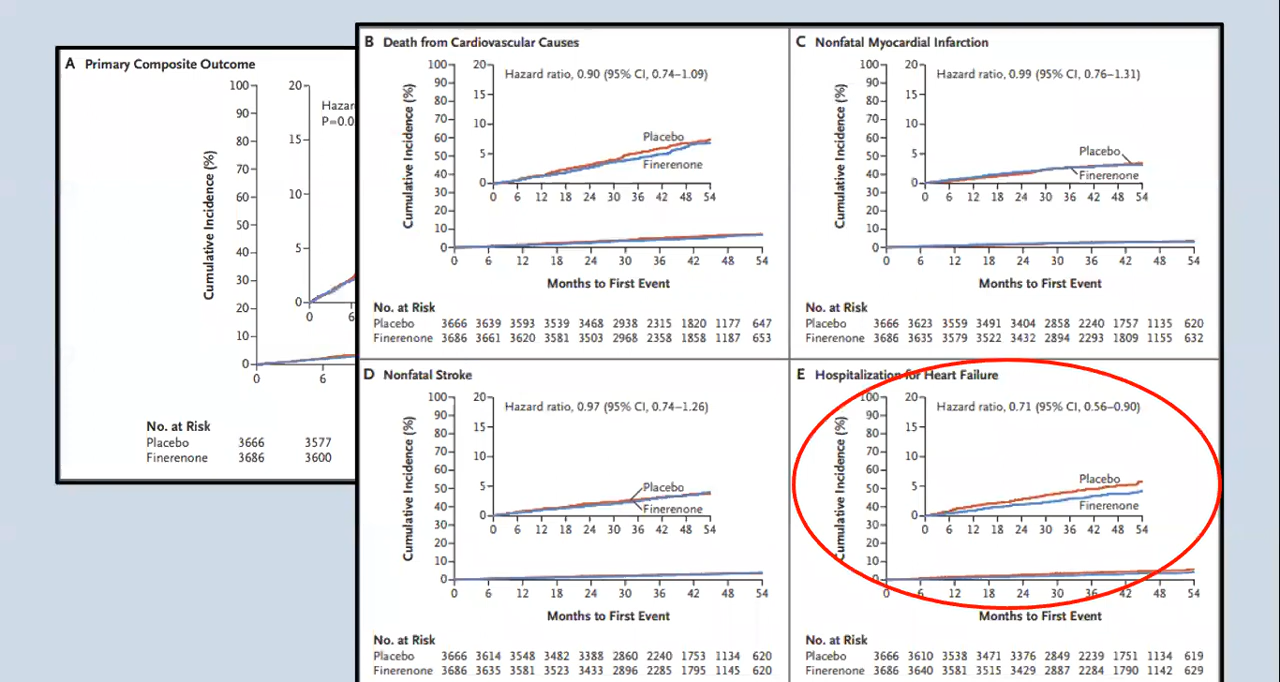 A Primary Composite Outcome
Cumulative Incidence (%)
100
90
80
70
60
50
40
30
20
10
0
20
15
10
5
0
Hazar
P=0.0
0 6
0 6
No. at Risk
Placebo 3666 3577
Finerenone 3686 3600
B Death from Cardiovascular Causes
Cumulative Incidence (%)
100
90
80
70
60
50
40
30
20
10
0
20
15
10
5
0
Hazard ratio, 0.90 (95% CI, 0.74–1.09)
Placebo
Finerenone
0 6 12 18 24 30 36 42 48 54
0 6 12 18 24 30 36 42 48 54
Months to First Event
No. at Risk
Placebo 3666 3639 3593 3539 3468 2938 2315 1820 1177 647
Finerenone 3686 3661 3620 3581 3503 2968 2358 1858 1187 653
C Nonfatal Myocardial Infarction
Cumulative Incidence (%)
100
90
80
70
60
50
40
30
20
10
0
20
15
10
5
0
Hazard ratio, 0.99 (95% CI, 0.76–1.31)
Placebo
Finerenone
0 6 12 18 24 30 36 42 48 54
0 6 12 18 24 30 36 42 48 54
Months to First Event
No. at Risk
Placebo 3666 3623 3559 3491 3404 2858 2240 1757 1135 620
Finerenone 3686 3635 3579 3522 3432 2894 2293 1809 1155 632
D Nonfatal Stroke
Cumulative Incidence (%)
100
90
80
70
60
50
40
30
20
10
0
20
15
10
5
0
Hazard ratio, 0.97 (95% CI, 0.74–1.26)
Placebo
Finerenone
0 6 12 18 24 30 36 42 48 54
0 6 12 18 24 30 36 42 48 54
Months to First Event
No. at Risk
Placebo 3666 3614 3548 3482 3388 2860 2240 1753 1134 620
Finerenone 3686 3635 3581 3523 3433 2896 2285 1795 1145 620
E Hospitalization for Heart Failure
Cumulative Incidence (%)
100
90
80
70
60
50
40
30
20
10
0
20
15
10
5
0
Hazard ratio, 0.71 (95% CI, 0.56–0.90)
Placebo
Finerenone
0 6 12 18 24 30 36 42 48 54
0 6 12 18 24 30 36 42 48 54
Months to First Event
No. at Risk
Placebo 3666 3610 3538 3471 3376 2849 2239 1751 1134 619
Finerenone 3686 3640 3581 3515 3429 2887 2284 1790 1142 629